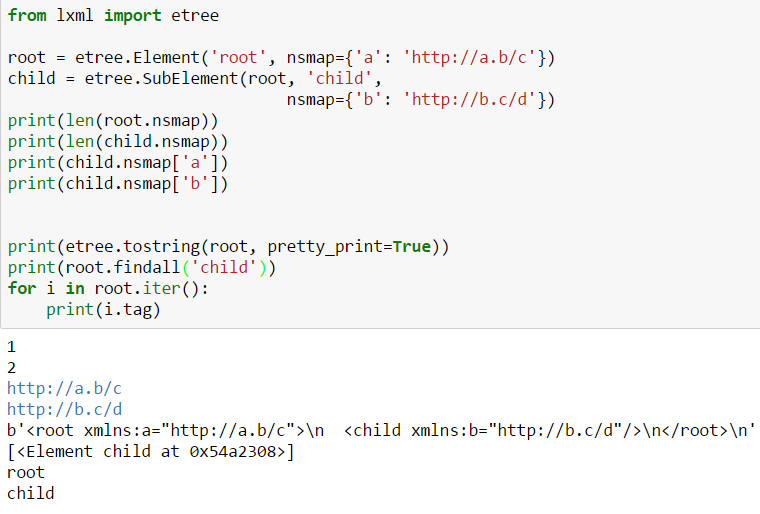 from lxml import etree
root = etree.Element('root', nsmap={'a': 'http://a.b/c'})
child = etree.SubElement(root, 'child',
                             nsmap={'b': 'http://b.c/d'})
print(len(root.nsmap))
print(len(child.nsmap))
print(child.nsmap['a'])
print(child.nsmap['b'])
print(etree.tostring(root, pretty_print=True))
print(root.findall('child'))
for i in root.iter():
    print(i.tag)
1
2
http://a.b/c
http://b.c/d
b'<root xmlns:a="http://a.b/c">\n  <child xmlns:b="http://b.c/d"/>\n</root>\n'
[<Element child at 0x54a2308>]
root
child